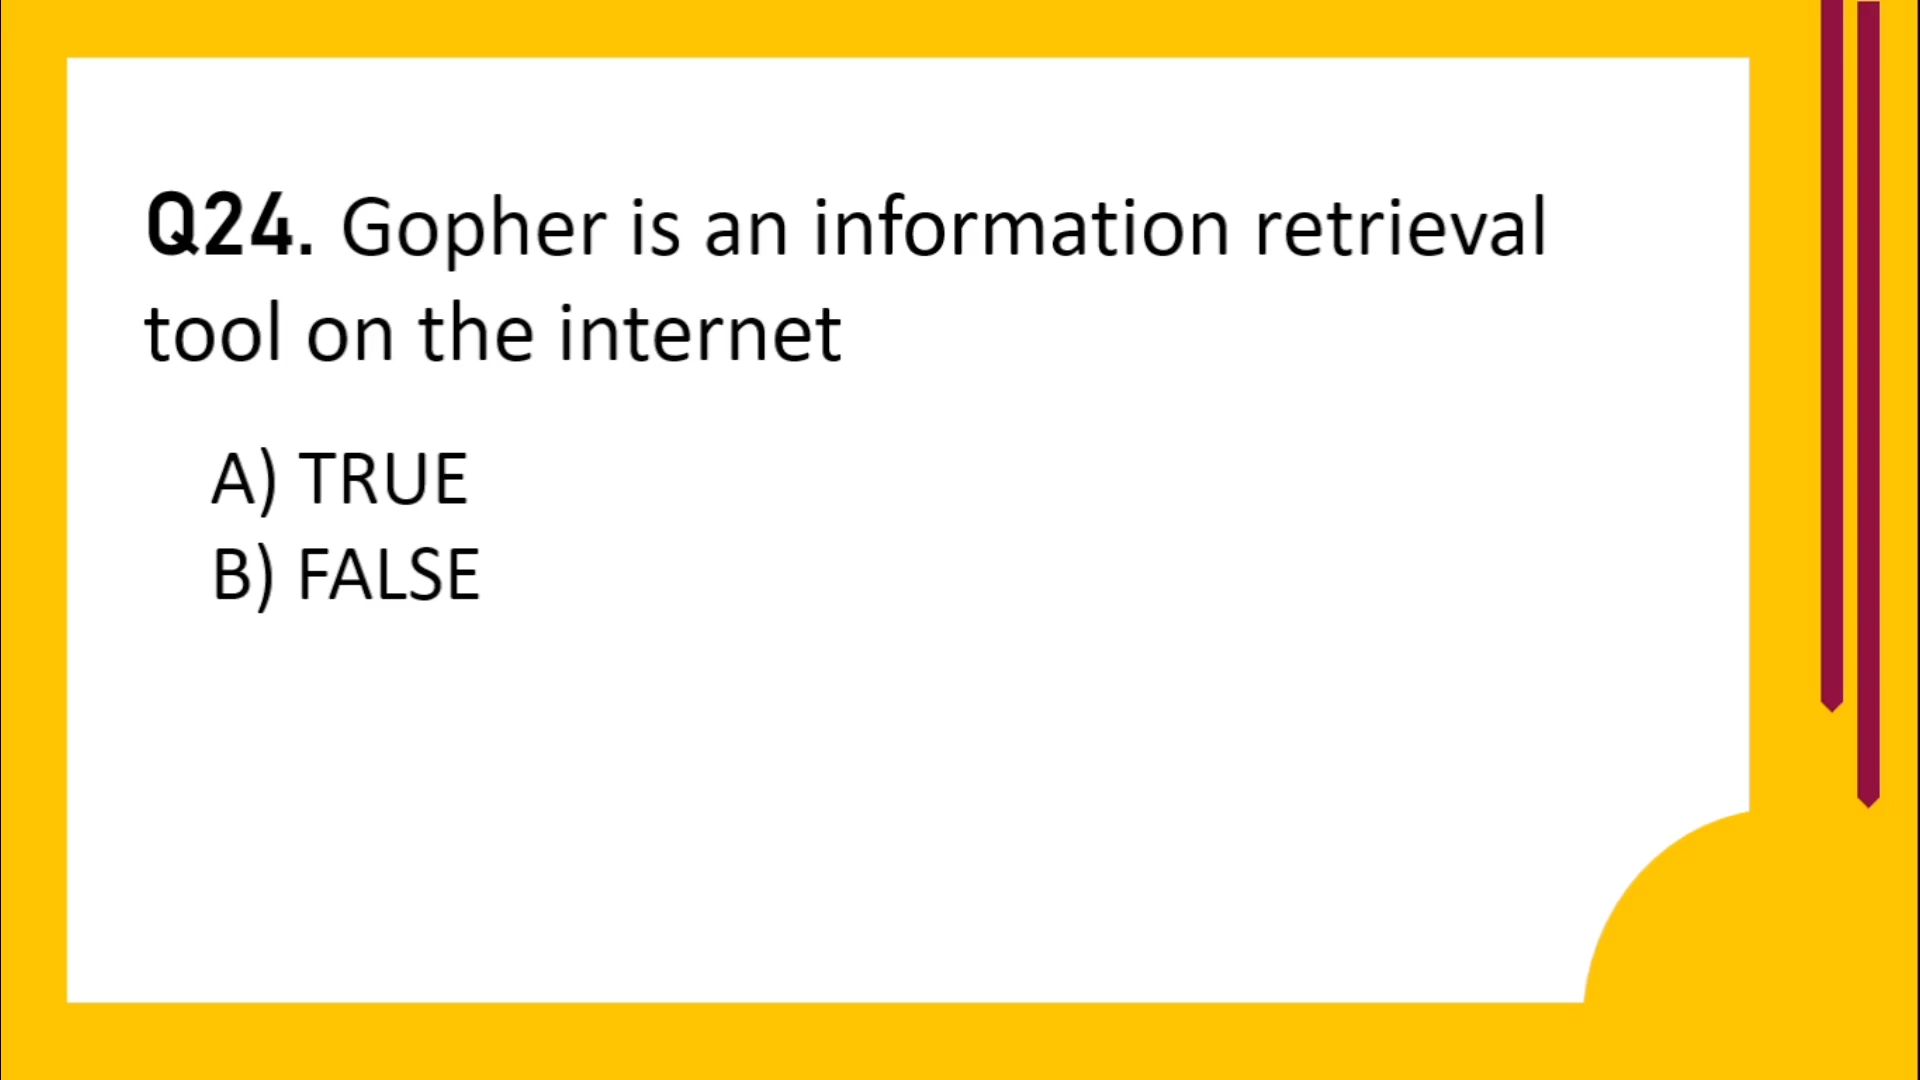 Q24. Gopher is an information retrieval
tool on the internet
A) TRUE
B) FALSE